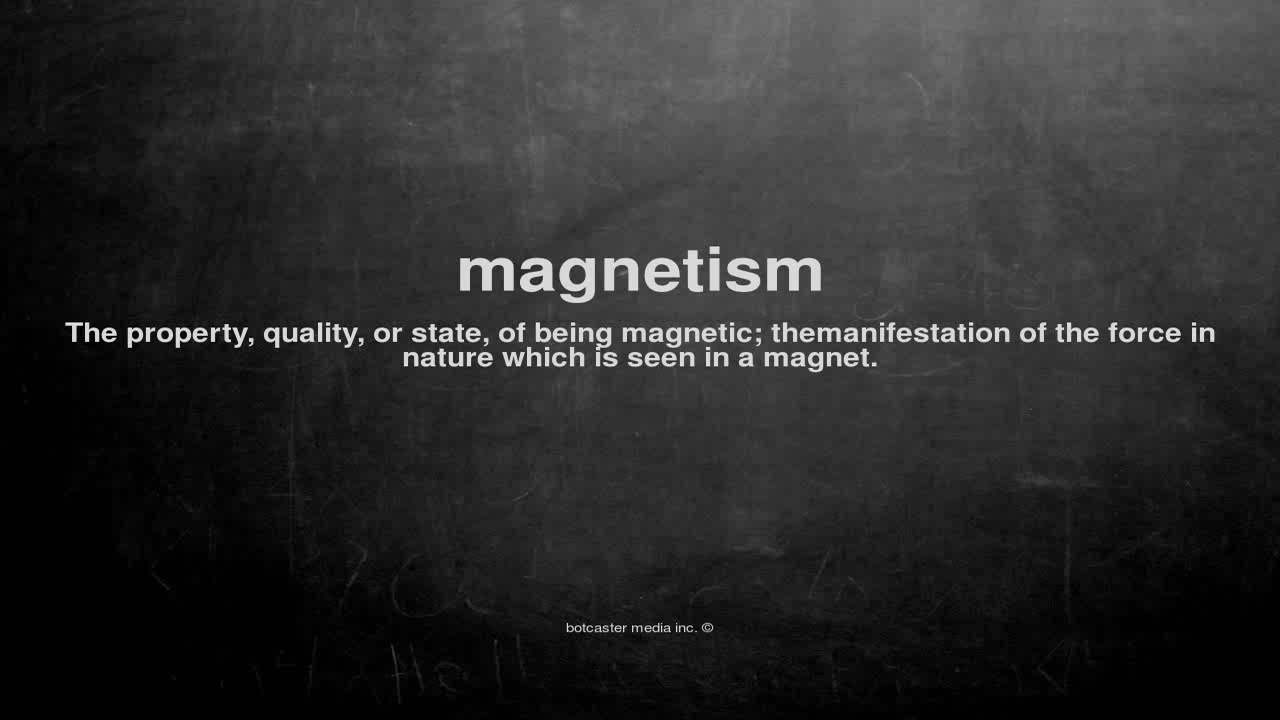 magnetism
The property, quality, or state, of being magnetic; themanifestation of the force in
nature which is seen in a magnet.
botcaster media inc. ©